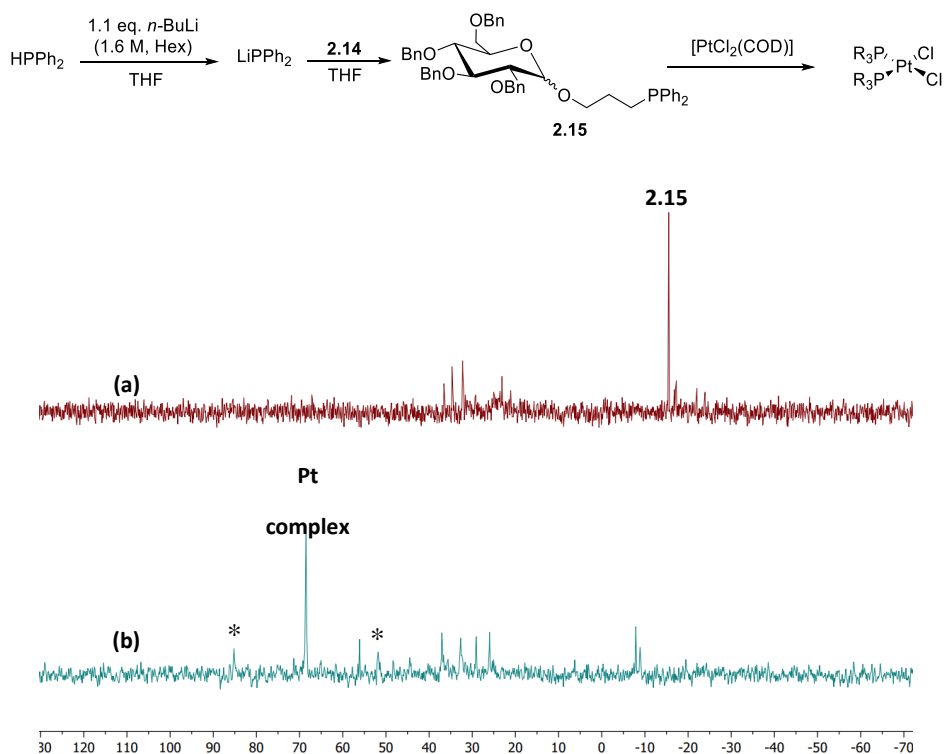 HPPh2
1.1 eq. n-BuLi
(1.6 M, Hex)
THF
LiPPh2
2.14
THF
OBn
O
BnO
BnO
OBn
O
PPh2
2.15
[PtCl2(COD)]
R3P
Cl
Pt
R3P
Cl
2.15
(a)
Pt
complex
*
(b)
*
30 120 110 100 90 80 70 60 50 40 30 20 10 0 -10 -20 -30 -40 -50 -60 -70